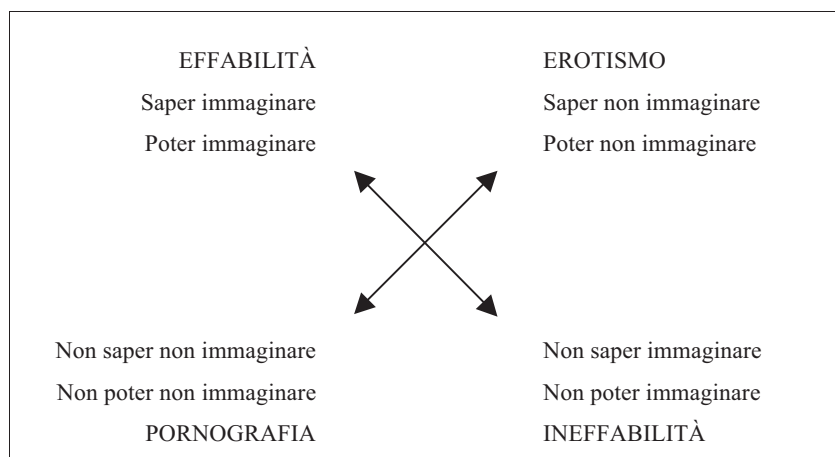 EFFABILITÀ
Saper immaginare
Poter immaginare
EROTISMO
Saper non immaginare
Poter non immaginare
Non saper non immaginare
Non poter non immaginare
PORNOGRAFIA
Non saper immaginare
Non poter immaginare
INEFFABILITÀ